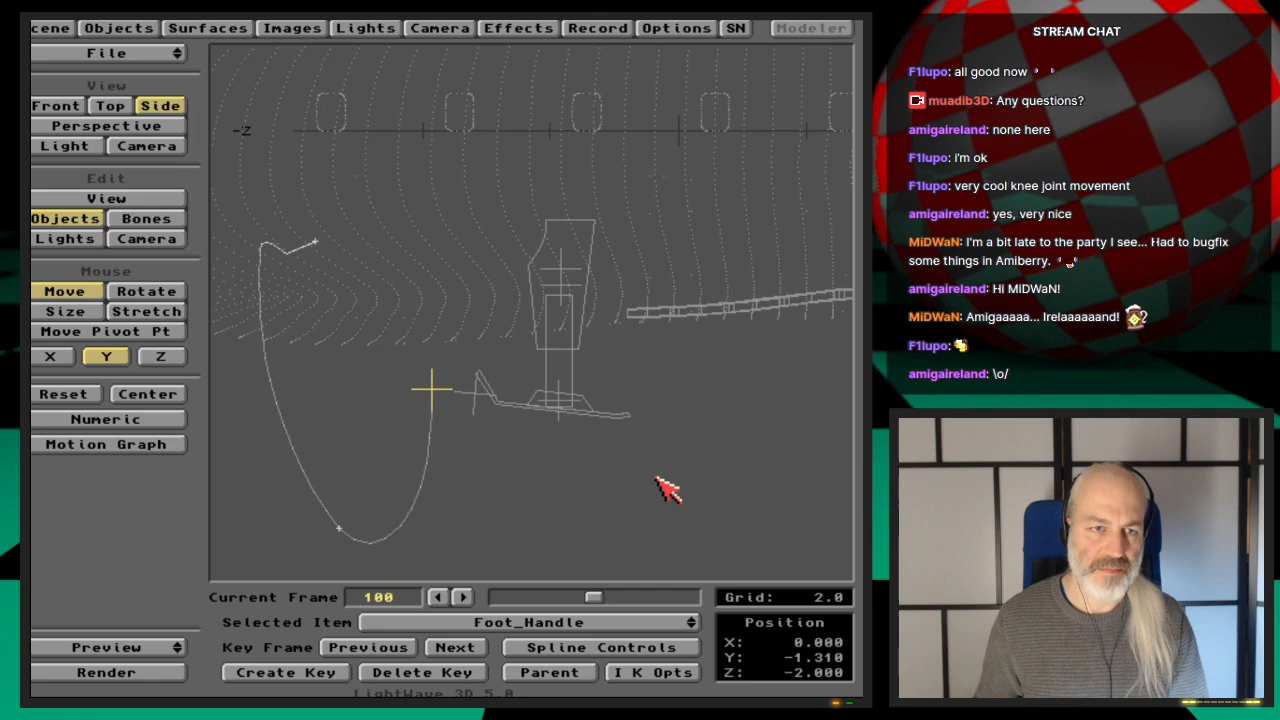 cene Objects Surfaces Images Lights Camera Effects Record Options SN Modeler
File
View
Front Top Side
Perspective
Light Camera
Edit
View
Objects Bones
Lights Camera
Mouse
Move Rotate
Size Stretch
Move Pivot Pt
X Y Z
Reset Center
Numeric
Motion Graph
Preview
Render
-Z
Current Frame 100
Grid: 2.0
Selected Item Foot_Handle
Position
X: 0.000
Y: -1.310
Z: -2.000
Key Frame Previous Next Spline Controls
Create Key Delete Key Parent I K Opts
LightWave 3D 5.0
STREAM CHAT
F1lupo: all good now
muadib3D: Any questions?
amigaireland: none here
F1lupo: i'm ok
F1lupo: very cool knee joint movement
amigaireland: yes, very nice
MiDWaN: I'm a bit late to the party I see... Had to bugfix
some things in Amiberry.
amigaireland: Hi MiDWaN!
MiDWaN: Amigaaaaa... Irelaaaaaand!
F1lupo:
amigaireland: \o/